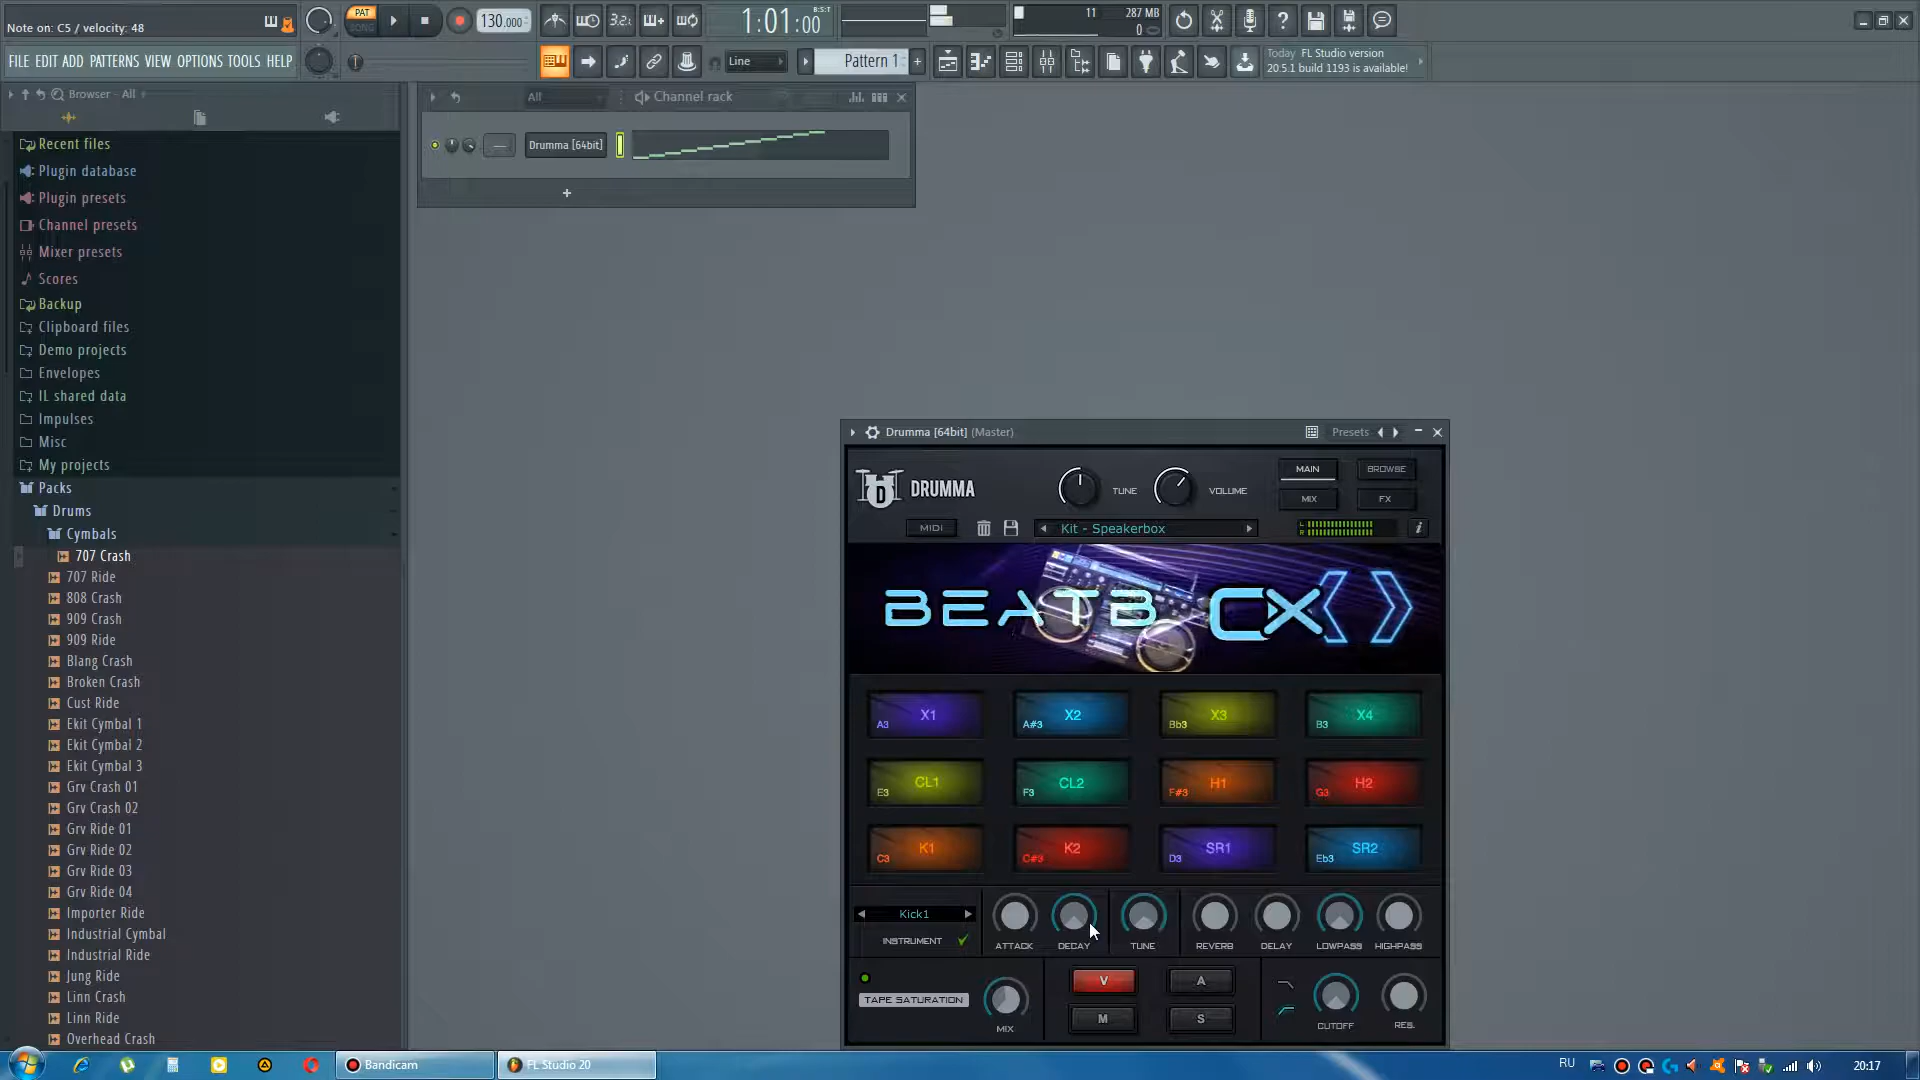 Note on: C5 / velocity: 48
PAT
SONG
130.000
3.2.
1:01:00
B:S:T
11
287 MB
0
FILE EDIT ADD PATTERNS VIEW OPTIONS TOOLS HELP
Line
Pattern 1
Today FL Studio version
20.5.1 build 1193 is available!
Browser - All
All
Channel rack
Recent files
Drumma [64bit]
Plugin database
Plugin presets
Channel presets
Mixer presets
Scores
Backup
Clipboard files
Demo projects
Envelopes
IL shared data
Impulses
Misc
My projects
Packs
Drums
Cymbals
707 Crash
707 Ride
808 Crash
909 Crash
909 Ride
Blang Crash
Broken Crash
Cust Ride
Ekit Cymbal 1
Ekit Cymbal 2
Ekit Cymbal 3
Grv Crash 01
Grv Crash 02
Grv Ride 01
Grv Ride 02
Grv Ride 03
Grv Ride 04
Importer Ride
Industrial Cymbal
Industrial Ride
Jung Ride
Linn Crash
Linn Ride
Overhead Crash
Drumma [64bit] (Master)
Presets
D DRUMMA
TUNE
VOLUME
MAIN
BROWSE
MIX
FX
MIDI
Kit - Speakerbox
L
R
i
BEATB CX
A3 X1
A#3 X2
Bb3 X3
B3 X4
E3 CL1
F3 CL2
F#3 H1
G3 H2
C3 K1
C#3 K2
D3 SR1
Eb3 SR2
Kick1
INSTRUMENT
ATTACK
DECAY
TUNE
REVERB
DELAY
LOWPASS
HIGHPASS
TAPE SATURATION
MIX
V
A
M
S
CUTOFF
RES.
Bandicam
FL Studio 20
RU
20:17